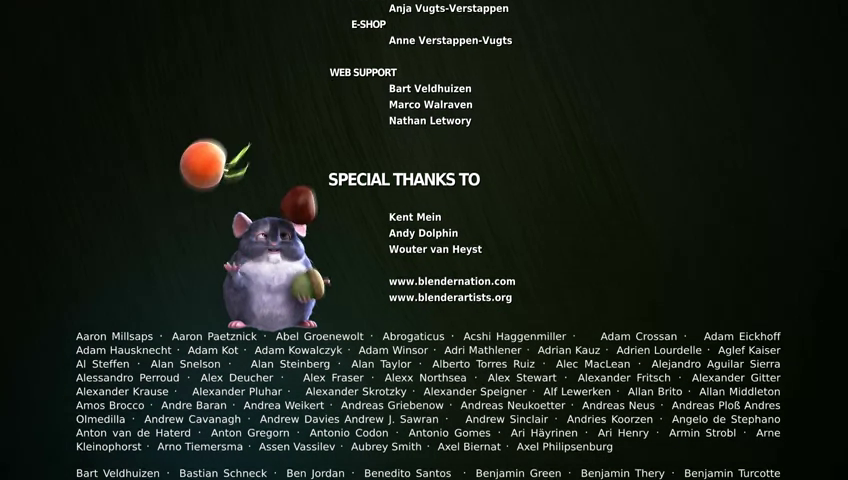 Anja Vugts-Verstappen
E-SHOP
Anne Verstappen-Vugts
WEB SUPPORT
Bart Veldhuizen
Marco Walraven
Nathan Letwory
SPECIAL THANKS TO
Kent Mein
Andy Dolphin
Wouter van Heyst
www.blendernation.com
www.blenderartists.org
Aaron Millsaps · Aaron Paetznick · Abel Groenewolt · Abrogaticus · Acshi Haggenmiller · Adam Crossan · Adam Eickhoff
Adam Hausknecht · Adam Kot · Adam Kowalczyk · Adam Winsor · Adri Mathlener · Adrian Kauz · Adrien Lourdelle · Aglef Kaiser
Al Steffen · Alan Snelson · Alan Steinberg · Alan Taylor · Alberto Torres Ruiz · Alec MacLean · Alejandro Aguilar Sierra
Alessandro Perroud · Alex Deucher · Alex Fraser · Alexx Northsea · Alex Stewart · Alexander Fritsch · Alexander Gitter
Alexander Krause · Alexander Pluhar · Alexander Skrotzky · Alexander Speigner · Alf Lewerken · Allan Brito · Allan Middleton
Amos Brocco · Andre Baran · Andrea Weikert · Andreas Griebenow · Andreas Neukoetter · Andreas Neus · Andreas Ploß Andres
Olmedilla · Andrew Cavanagh · Andrew Davies Andrew J. Sawran · Andrew Sinclair · Andries Koorzen · Angelo de Stephano
Anton van de Haterd · Anton Gregorn · Antonio Codon · Antonio Gomes · Ari Häyrinen · Ari Henry · Armin Strobl · Arne
Kleinophorst · Arno Tiemersma · Assen Vassilev · Aubrey Smith · Axel Biernat · Axel Philipsenburg
Bart Veldhuizen · Bastian Schneck · Ben Jordan · Benedito Santos · Benjamin Green · Benjamin Thery · Benjamin Turcotte